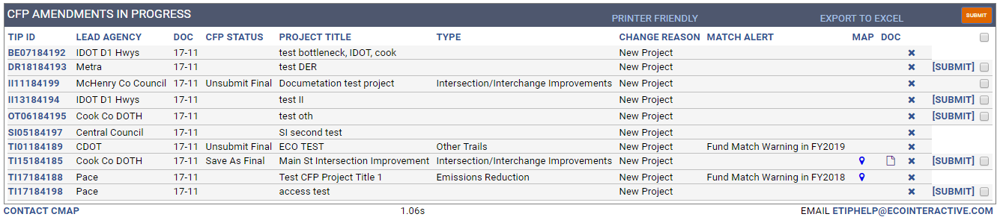 CFP AMENDMENTS IN PROGRESS PRINTER FRIENDLY EXPORT TO EXCEL SUBMIT
TIP ID LEAD AGENCY DOC CFP STATUS PROJECT TITLE TYPE CHANGE REASON MATCH ALERT MAP DOC
BE07184192 IDOT D1 Hwys 17-11 test bottleneck, IDOT, cook New Project
DR18184193 Metra 17-11 test DER New Project [SUBMIT]
II11184199 McHenry Co Council 17-11 Unsubmit Final Documetation test project Intersection/Interchange Improvements New Project
II13184194 IDOT D1 Hwys 17-11 test II New Project [SUBMIT]
OT06184195 Cook Co DOTH 17-11 test oth New Project [SUBMIT]
SI05184197 Central Council 17-11 SI second test New Project
TI01184189 CDOT 17-11 Unsubmit Final ECO TEST Other Trails New Project Fund Match Warning in FY2019
TI15184185 Cook Co DOTH 17-11 Save As Final Main St Intersection Improvement Intersection/Interchange Improvements New Project [SUBMIT]
TI17184188 Pace 17-11 Test CFP Project Title 1 Emissions Reduction New Project Fund Match Warning in FY2018
TI17184198 Pace 17-11 access test New Project [SUBMIT]
CONTACT CMAP 1.06s EMAIL ETIPHELP@ECOINTERACTIVE.COM